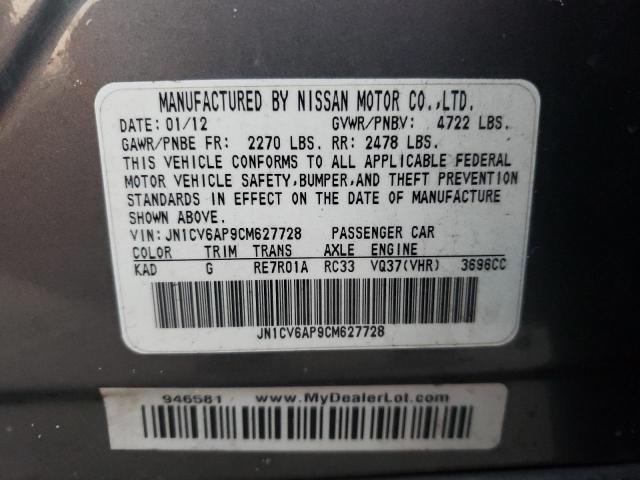 MANUFACTURED BY NISSAN MOTOR CO.,LTD.
DATE: 01/12 GVWR/PNBV: 4722 LBS.
GAWR/PNBE FR: 2270 LBS. RR: 2478 LBS.
THIS VEHICLE CONFORMS TO ALL APPLICABLE FEDERAL
MOTOR VEHICLE SAFETY,BUMPER,AND THEFT PREVENTION
STANDARDS IN EFFECT ON THE DATE OF MANUFACTURE
SHOWN ABOVE.
VIN: JN1CV6AP9CM627728 PASSENGER CAR
COLOR TRIM TRANS AXLE ENGINE
KAD G RE7R01A RC33 VQ37(VHR) 3696CC
JN1CV6AP9CM627728
946581 www.MyDealerLot.com